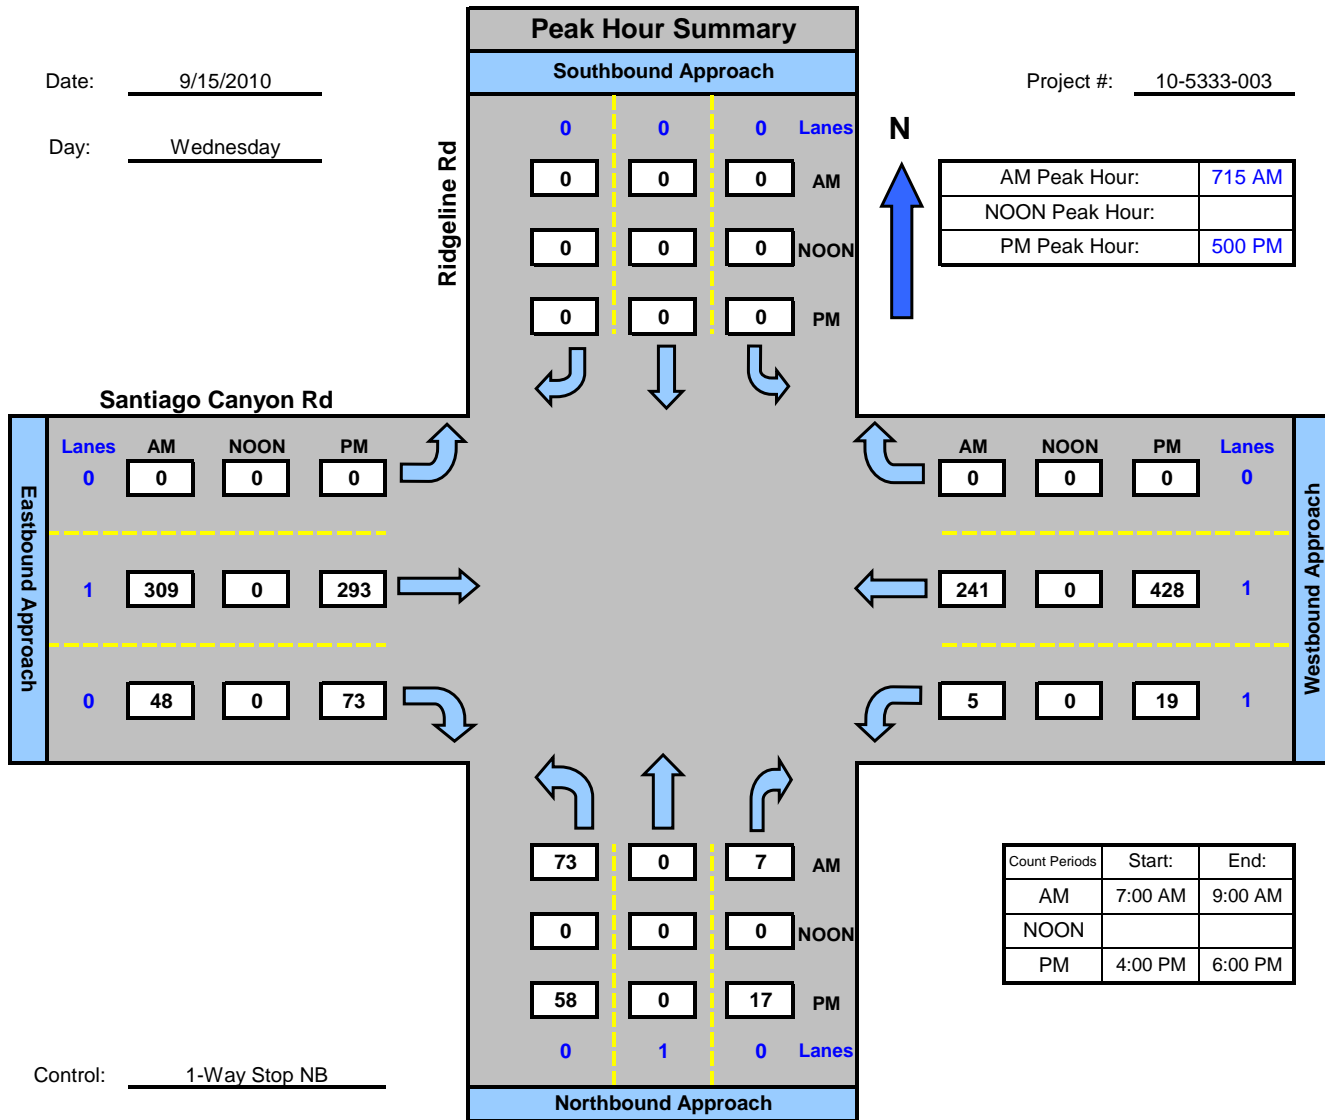 Peak Hour Summary
Southbound Approach
Date: 9/15/2010
Project #: 10-5333-003
Day: Wednesday
Ridgeline Rd
0 0 0 Lanes
0 0 0 AM
0 0 0 NOON
0 0 0 PM
N
AM Peak Hour: 715 AM
NOON Peak Hour:
PM Peak Hour: 500 PM
Santiago Canyon Rd
Eastbound Approach
Lanes AM NOON PM
0 0 0 0
1 309 0 293
0 48 0 73
AM NOON PM Lanes
0 0 0 0
241 0 428 1
5 0 19 1
Westbound Approach
73 0 7 AM
0 0 0 NOON
58 0 17 PM
0 1 0 Lanes
Northbound Approach
Count Periods Start: End:
AM 7:00 AM 9:00 AM
NOON
PM 4:00 PM 6:00 PM
Control: 1-Way Stop NB